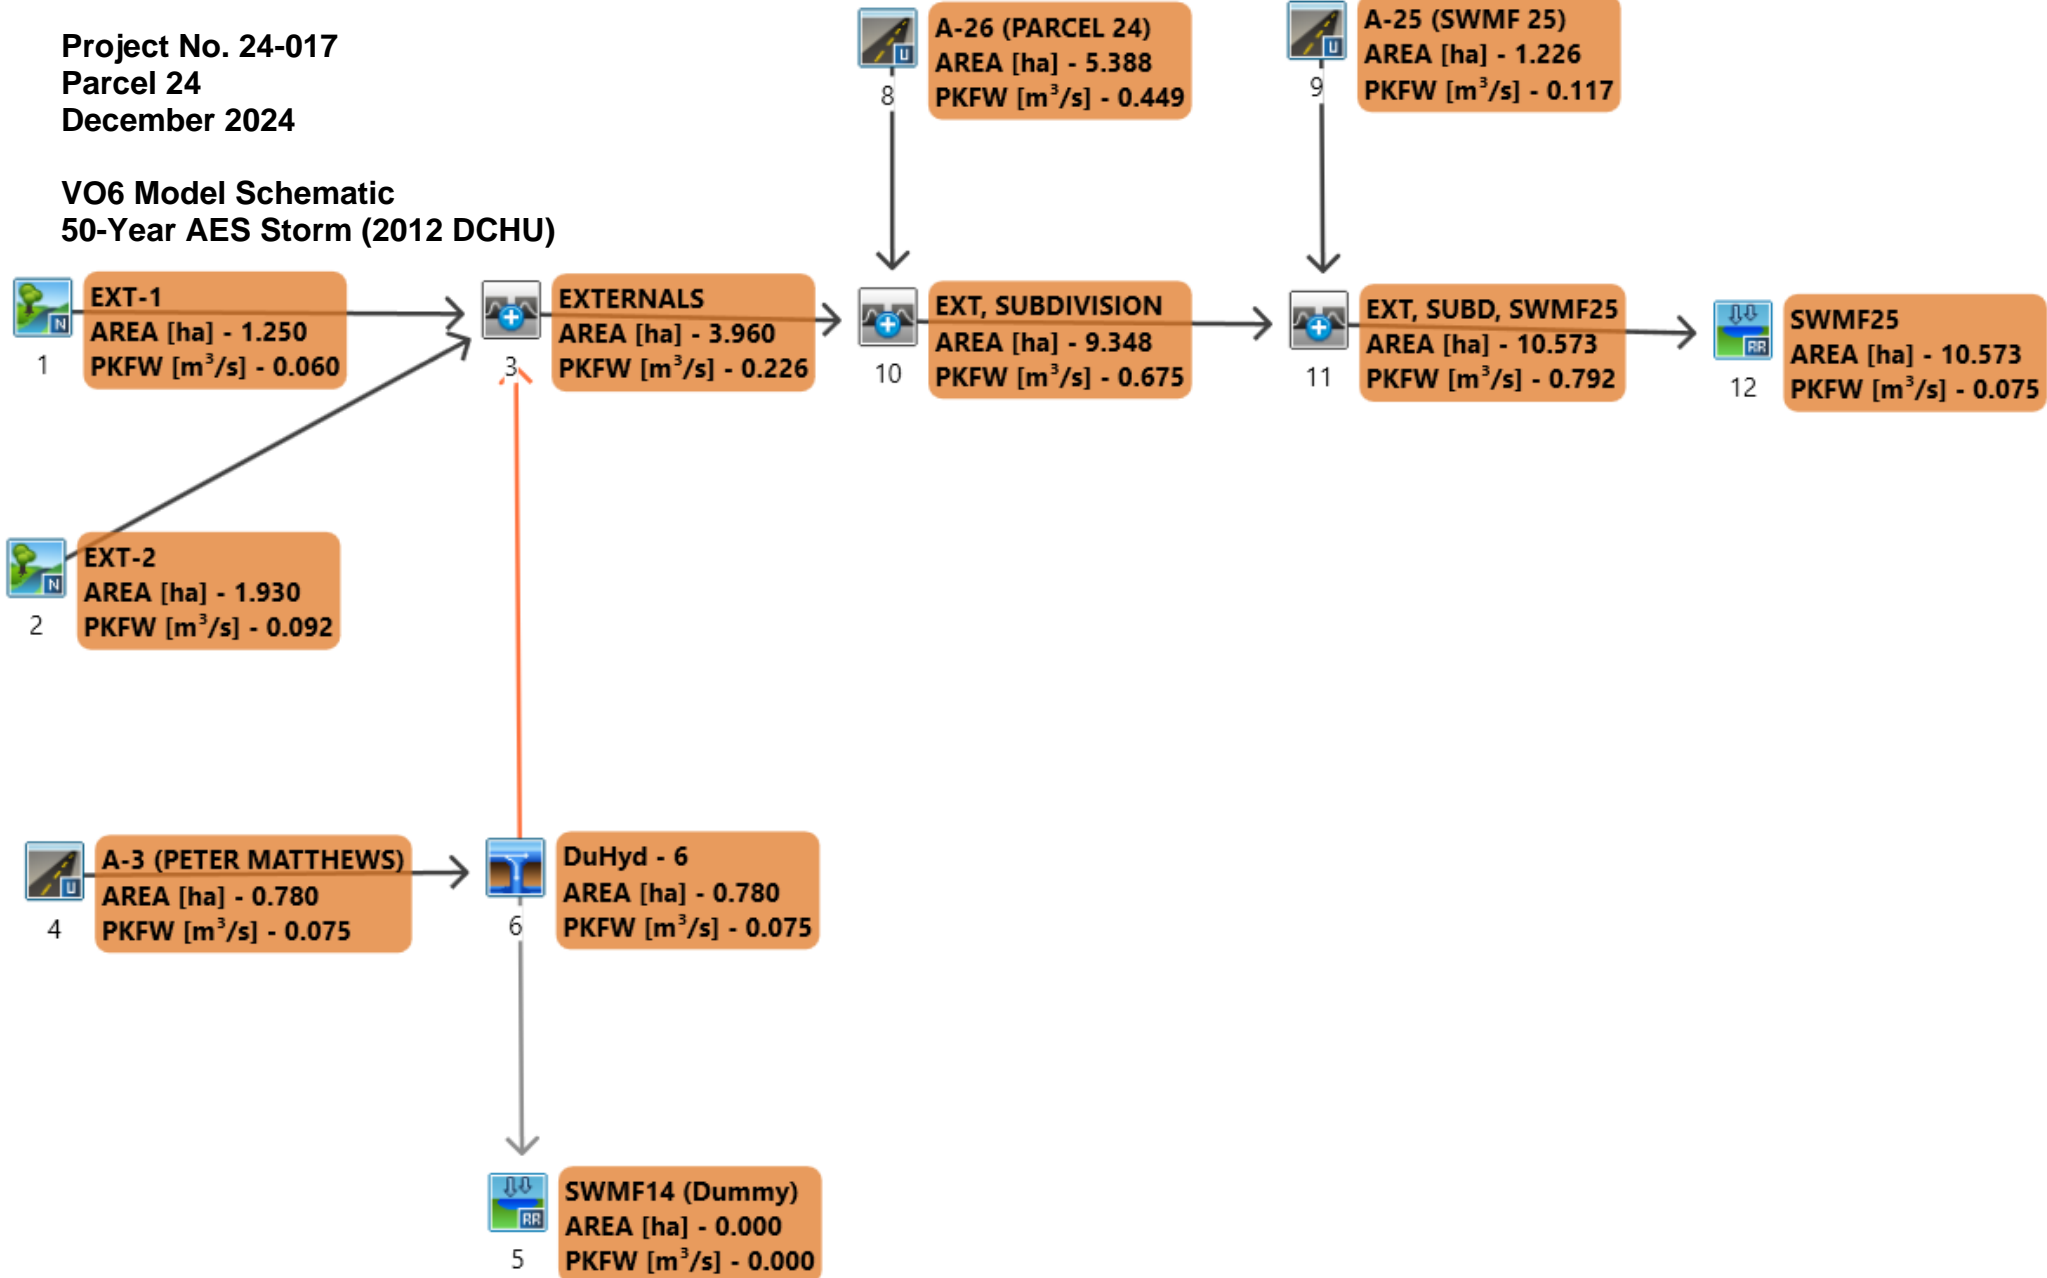 Project No. 24-017
Parcel 24
December 2024
VO6 Model Schematic
50-Year AES Storm (2012 DCHU)
A-26 (PARCEL 24)
AREA [ha] - 5.388
PKFW [m³/s] - 0.449
U
8
A-25 (SWMF 25)
AREA [ha] - 1.226
PKFW [m³/s] - 0.117
U
9
EXT-1
AREA [ha] - 1.250
PKFW [m³/s] - 0.060
N
1
EXTERNALS
AREA [ha] - 3.960
PKFW [m³/s] - 0.226
3
EXT, SUBDIVISION
AREA [ha] - 9.348
PKFW [m³/s] - 0.675
10
EXT, SUBD, SWMF25
AREA [ha] - 10.573
PKFW [m³/s] - 0.792
11
SWMF25
AREA [ha] - 10.573
PKFW [m³/s] - 0.075
RR
12
EXT-2
AREA [ha] - 1.930
PKFW [m³/s] - 0.092
N
2
A-3 (PETER MATTHEWS)
AREA [ha] - 0.780
PKFW [m³/s] - 0.075
U
4
DuHyd - 6
AREA [ha] - 0.780
PKFW [m³/s] - 0.075
6
SWMF14 (Dummy)
AREA [ha] - 0.000
PKFW [m³/s] - 0.000
RR
5